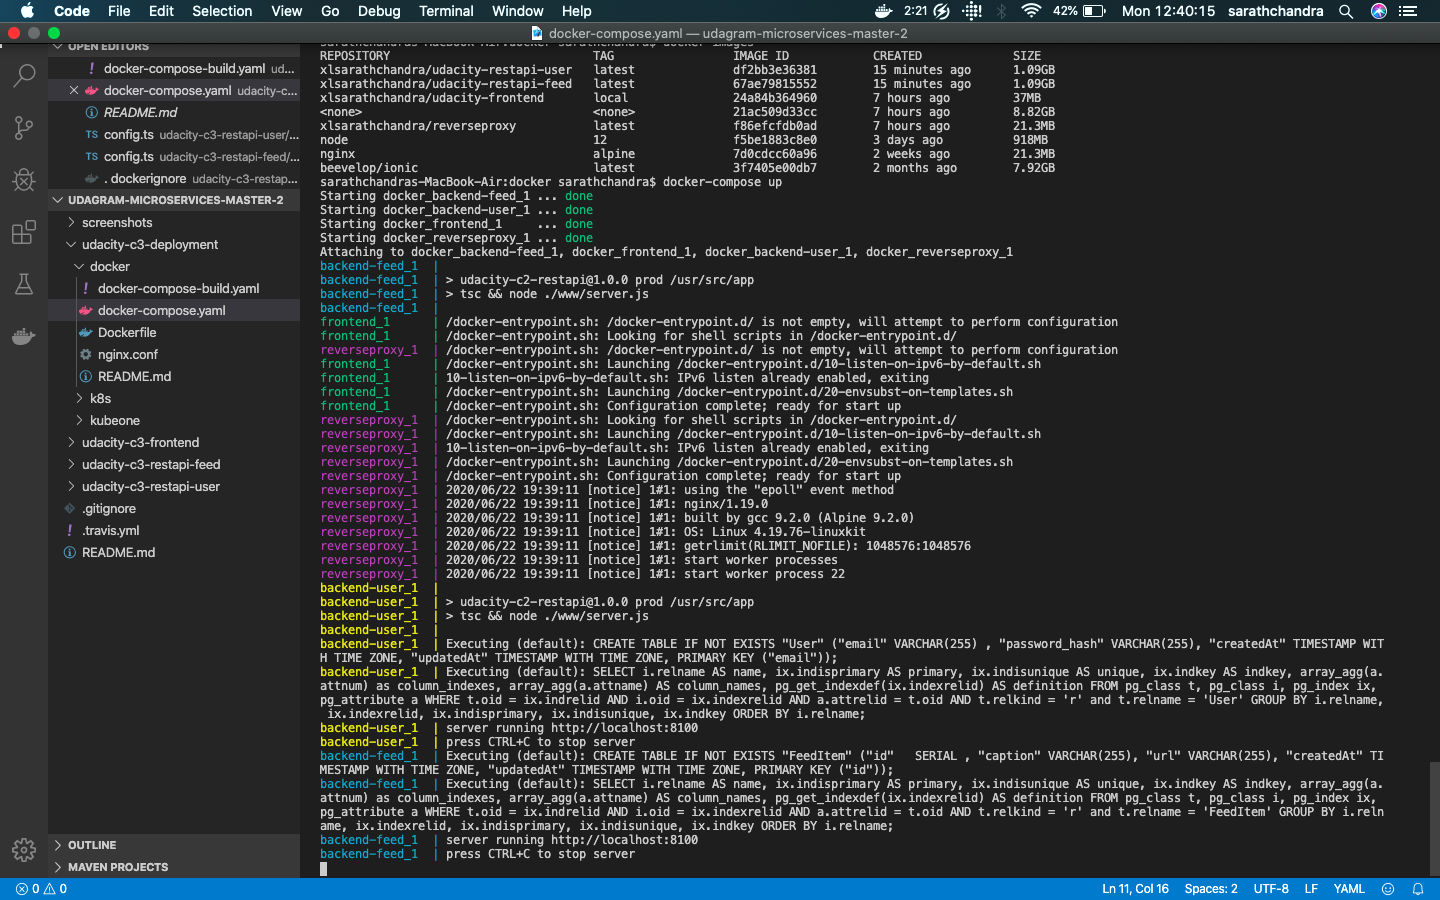 Code File Edit Selection View Go Debug Terminal Window Help 2:21 42% Mon 12:40:15 sarathchandra
docker-compose.yaml — udagram-microservices-master-2
OPEN EDITORS
! docker-compose-build.yaml ud...
docker-compose.yaml udacity-c...
README.md
TS config.ts udacity-c3-restapi-user/...
TS config.ts udacity-c3-restapi-feed/...
.dockerignore udacity-c3-restap...
UDAGRAM-MICROSERVICES-MASTER-2
screenshots
udacity-c3-deployment
docker
! docker-compose-build.yaml
docker-compose.yaml
Dockerfile
nginx.conf
README.md
k8s
kubeone
udacity-c3-frontend
udacity-c3-restapi-feed
udacity-c3-restapi-user
.gitignore
! .travis.yml
README.md
OUTLINE
MAVEN PROJECTS
REPOSITORY TAG IMAGE ID CREATED SIZE
xlsarathchandra/udacity-restapi-user latest df2bb3e36381 15 minutes ago 1.09GB
xlsarathchandra/udacity-restapi-feed latest 67ae79815552 15 minutes ago 1.09GB
xlsarathchandra/udacity-frontend local 24a84b364960 7 hours ago 37MB
<none> <none> 21ac509d33cc 7 hours ago 8.82GB
xlsarathchandra/reverseproxy latest f86efcfdb0ad 7 hours ago 21.3MB
node 12 f5be1883c8e0 3 days ago 918MB
nginx alpine 7d0cdcc60a96 2 weeks ago 21.3MB
beevelop/ionic latest 3f7405e00db7 2 months ago 7.92GB
sarathchandras-MacBook-Air:docker sarathchandra$ docker-compose up
Starting docker_backend-feed_1 ... done
Starting docker_backend-user_1 ... done
Starting docker_frontend_1 ... done
Starting docker_reverseproxy_1 ... done
Attaching to docker_backend-feed_1, docker_frontend_1, docker_backend-user_1, docker_reverseproxy_1
backend-feed_1 |
backend-feed_1 | > udacity-c2-restapi@1.0.0 prod /usr/src/app
backend-feed_1 | > tsc && node ./www/server.js
backend-feed_1 |
frontend_1 | /docker-entrypoint.sh: /docker-entrypoint.d/ is not empty, will attempt to perform configuration
frontend_1 | /docker-entrypoint.sh: Looking for shell scripts in /docker-entrypoint.d/
reverseproxy_1 | /docker-entrypoint.sh: /docker-entrypoint.d/ is not empty, will attempt to perform configuration
frontend_1 | /docker-entrypoint.sh: Launching /docker-entrypoint.d/10-listen-on-ipv6-by-default.sh
frontend_1 | 10-listen-on-ipv6-by-default.sh: IPv6 listen already enabled, exiting
frontend_1 | /docker-entrypoint.sh: Launching /docker-entrypoint.d/20-envsubst-on-templates.sh
frontend_1 | /docker-entrypoint.sh: Configuration complete; ready for start up
reverseproxy_1 | /docker-entrypoint.sh: Looking for shell scripts in /docker-entrypoint.d/
reverseproxy_1 | /docker-entrypoint.sh: Launching /docker-entrypoint.d/10-listen-on-ipv6-by-default.sh
reverseproxy_1 | 10-listen-on-ipv6-by-default.sh: IPv6 listen already enabled, exiting
reverseproxy_1 | /docker-entrypoint.sh: Launching /docker-entrypoint.d/20-envsubst-on-templates.sh
reverseproxy_1 | /docker-entrypoint.sh: Configuration complete; ready for start up
reverseproxy_1 | 2020/06/22 19:39:11 [notice] 1#1: using the "epoll" event method
reverseproxy_1 | 2020/06/22 19:39:11 [notice] 1#1: nginx/1.19.0
reverseproxy_1 | 2020/06/22 19:39:11 [notice] 1#1: built by gcc 9.2.0 (Alpine 9.2.0)
reverseproxy_1 | 2020/06/22 19:39:11 [notice] 1#1: OS: Linux 4.19.76-linuxkit
reverseproxy_1 | 2020/06/22 19:39:11 [notice] 1#1: getrlimit(RLIMIT_NOFILE): 1048576:1048576
reverseproxy_1 | 2020/06/22 19:39:11 [notice] 1#1: start worker processes
reverseproxy_1 | 2020/06/22 19:39:11 [notice] 1#1: start worker process 22
backend-user_1 |
backend-user_1 | > udacity-c2-restapi@1.0.0 prod /usr/src/app
backend-user_1 | > tsc && node ./www/server.js
backend-user_1 |
backend-user_1 | Executing (default): CREATE TABLE IF NOT EXISTS "User" ("email" VARCHAR(255) , "password_hash" VARCHAR(255), "createdAt" TIMESTAMP WIT
H TIME ZONE, "updatedAt" TIMESTAMP WITH TIME ZONE, PRIMARY KEY ("email"));
backend-user_1 | Executing (default): SELECT i.relname AS name, ix.indisprimary AS primary, ix.indisunique AS unique, ix.indkey AS indkey, array_agg(a.
attnum) as column_indexes, array_agg(a.attname) AS column_names, pg_get_indexdef(ix.indexrelid) AS definition FROM pg_class t, pg_class i, pg_index ix,
pg_attribute a WHERE t.oid = ix.indrelid AND i.oid = ix.indexrelid AND a.attrelid = t.oid AND t.relkind = 'r' and t.relname = 'User' GROUP BY i.relname,
ix.indexrelid, ix.indisprimary, ix.indisunique, ix.indkey ORDER BY i.relname;
backend-user_1 | server running http://localhost:8100
backend-user_1 | press CTRL+C to stop server
backend-feed_1 | Executing (default): CREATE TABLE IF NOT EXISTS "FeedItem" ("id" SERIAL , "caption" VARCHAR(255), "url" VARCHAR(255), "createdAt" TI
MESTAMP WITH TIME ZONE, "updatedAt" TIMESTAMP WITH TIME ZONE, PRIMARY KEY ("id"));
backend-feed_1 | Executing (default): SELECT i.relname AS name, ix.indisprimary AS primary, ix.indisunique AS unique, ix.indkey AS indkey, array_agg(a.
attnum) as column_indexes, array_agg(a.attname) AS column_names, pg_get_indexdef(ix.indexrelid) AS definition FROM pg_class t, pg_class i, pg_index ix,
pg_attribute a WHERE t.oid = ix.indrelid AND i.oid = ix.indexrelid AND a.attrelid = t.oid AND t.relkind = 'r' and t.relname = 'FeedItem' GROUP BY i.reln
ame, ix.indexrelid, ix.indisprimary, ix.indisunique, ix.indkey ORDER BY i.relname;
backend-feed_1 | server running http://localhost:8100
backend-feed_1 | press CTRL+C to stop server
0 0 Ln 11, Col 16 Spaces: 2 UTF-8 LF YAML